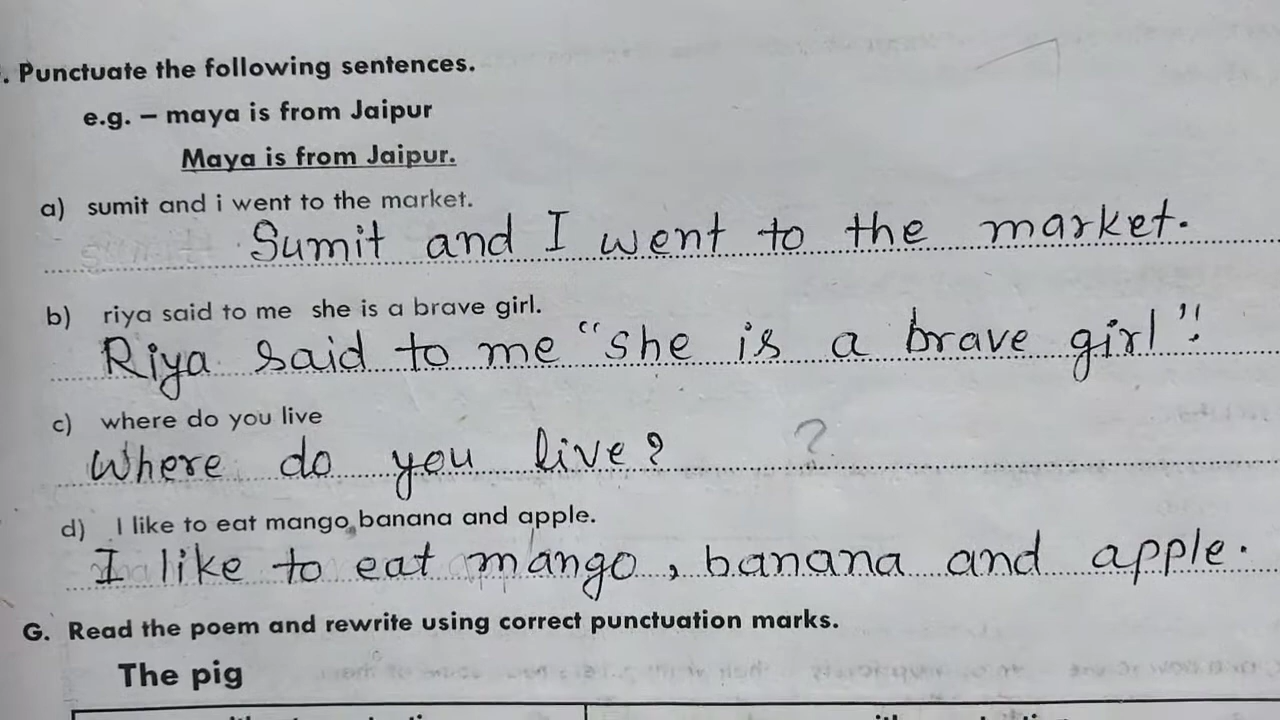 . Punctuate the following sentences.
e.g. – maya is from Jaipur
Maya is from Jaipur.
a) sumit and i went to the market.
Sumit and I went to the market.
b) riya said to me she is a brave girl.
Riya said to me “she is a brave girl”.
c) where do you live
Where do you live? ?
d) I like to eat mango, banana and apple.
I like to eat mango, banana and apple.
G. Read the poem and rewrite using correct punctuation marks.
The pig